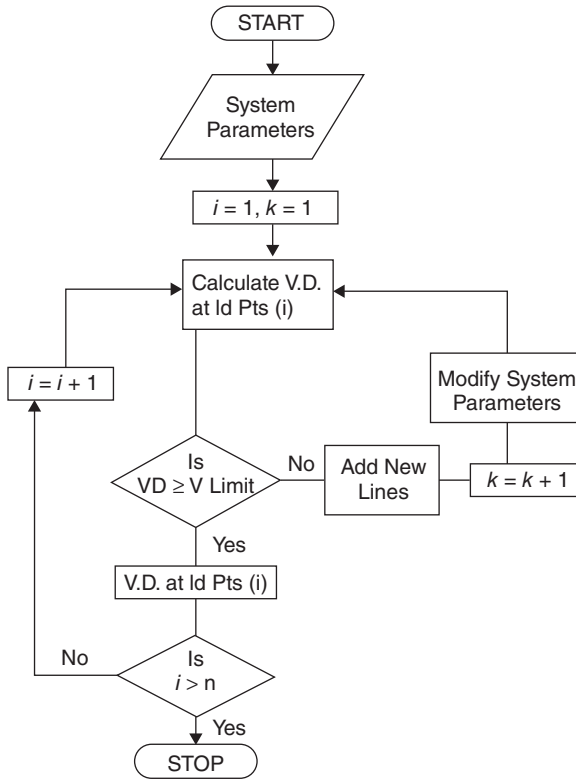 START
System
Parameters
i = 1, k = 1
Calculate V.D.
at ld Pts (i)
i = i + 1
Modify System
Parameters
Is
VD ≥ V Limit
No
Add New
Lines
k = k + 1
Yes
V.D. at ld Pts (i)
No
Is
i > n
Yes
STOP